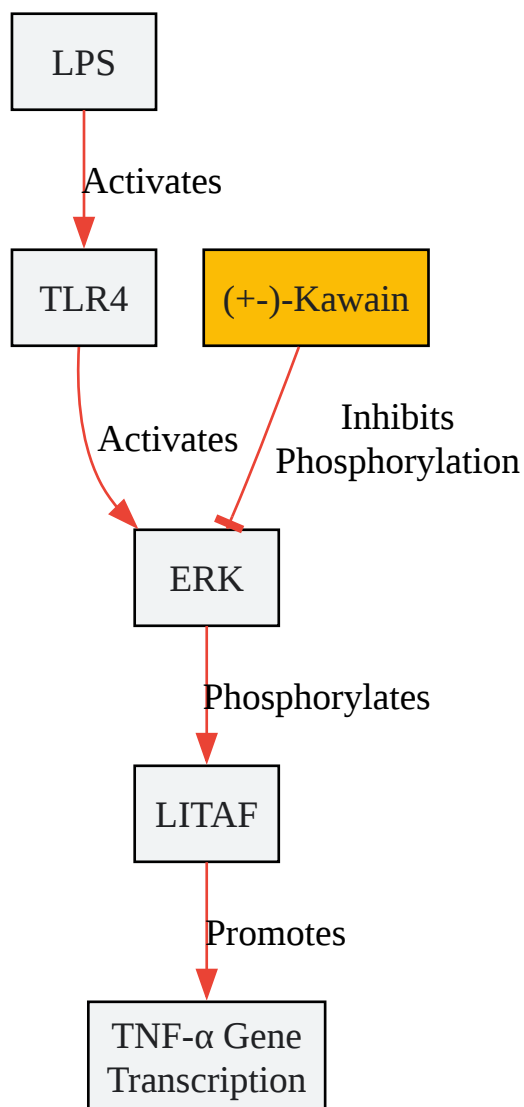 LPS
Activates
TLR4
(+-)-Kawain
Activates
Inhibits
Phosphorylation
ERK
Phosphorylates
LITAF
Promotes
TNF-α Gene
Transcription